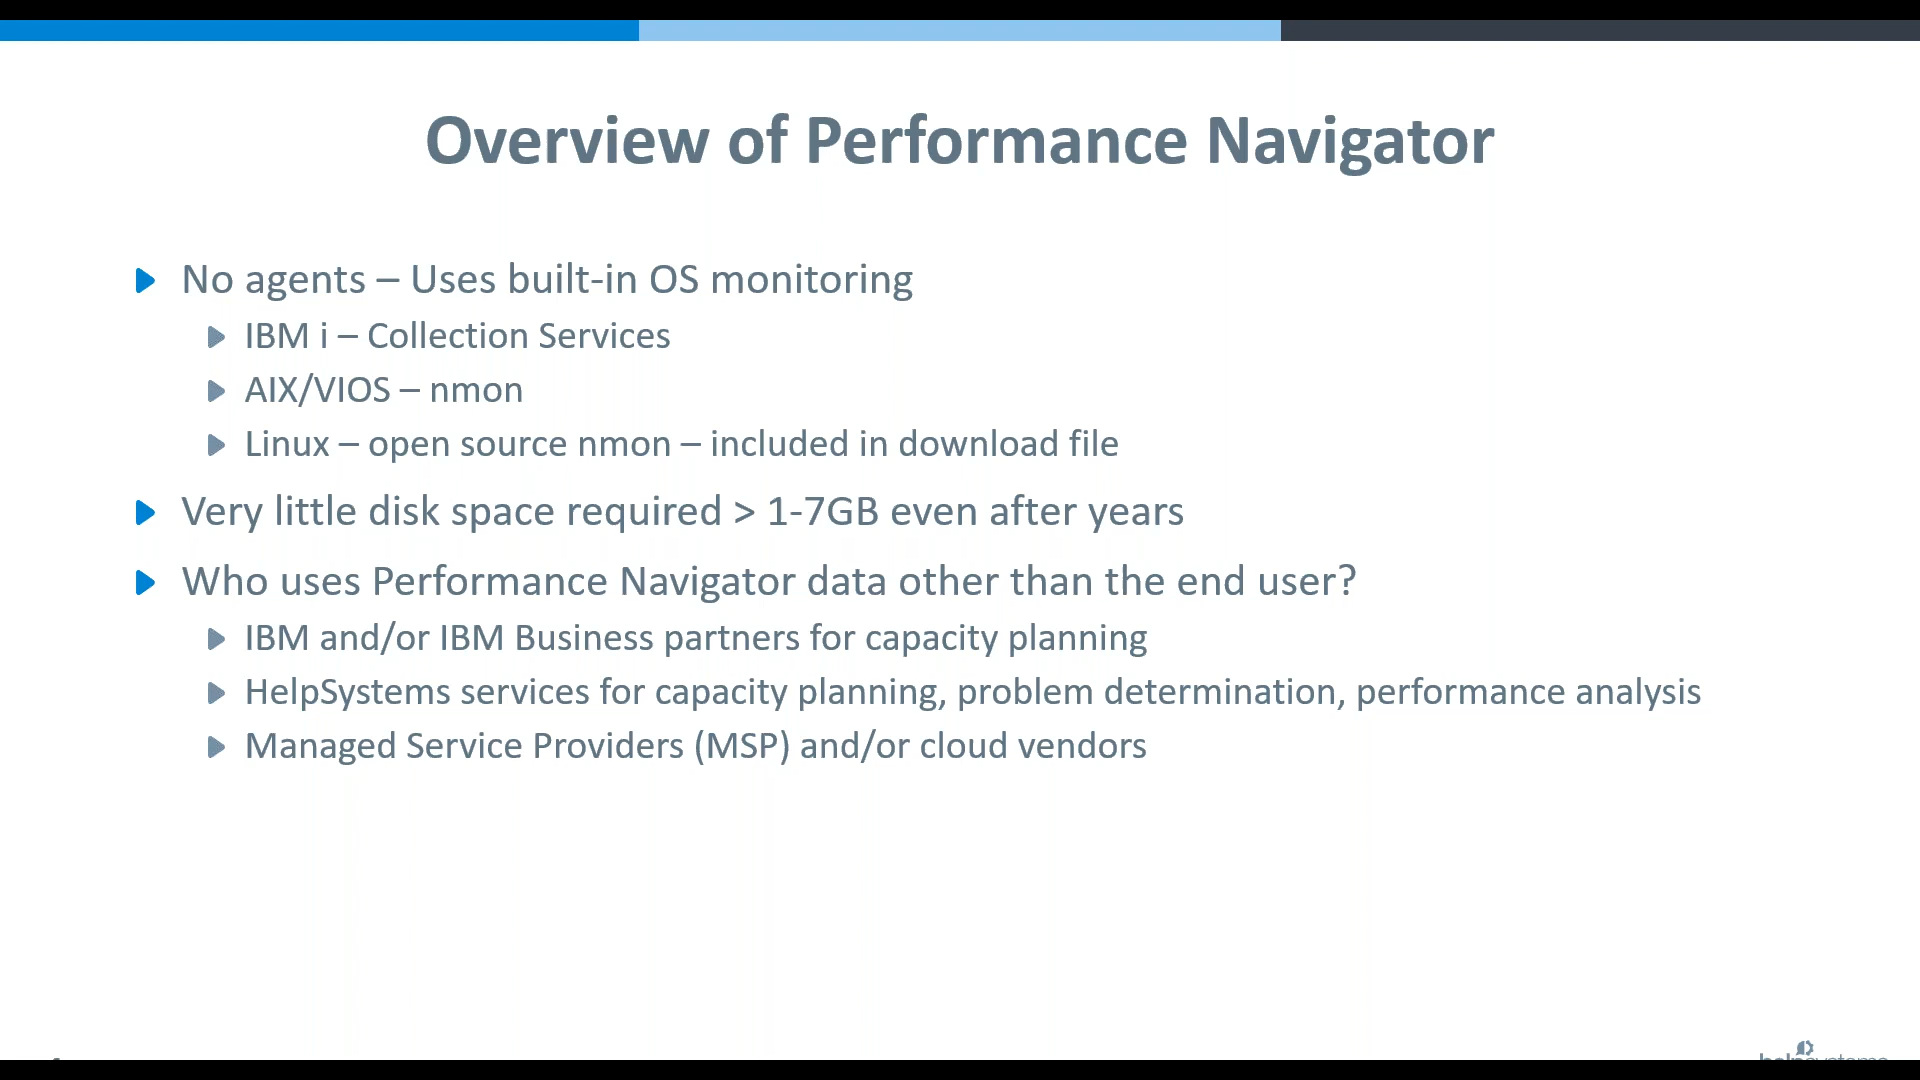 Overview of Performance Navigator
No agents – Uses built-in OS monitoring
IBM i – Collection Services
AIX/VIOS – nmon
Linux – open source nmon – included in download file
Very little disk space required > 1-7GB even after years
Who uses Performance Navigator data other than the end user?
IBM and/or IBM Business partners for capacity planning
HelpSystems services for capacity planning, problem determination, performance analysis
Managed Service Providers (MSP) and/or cloud vendors
helpsystems